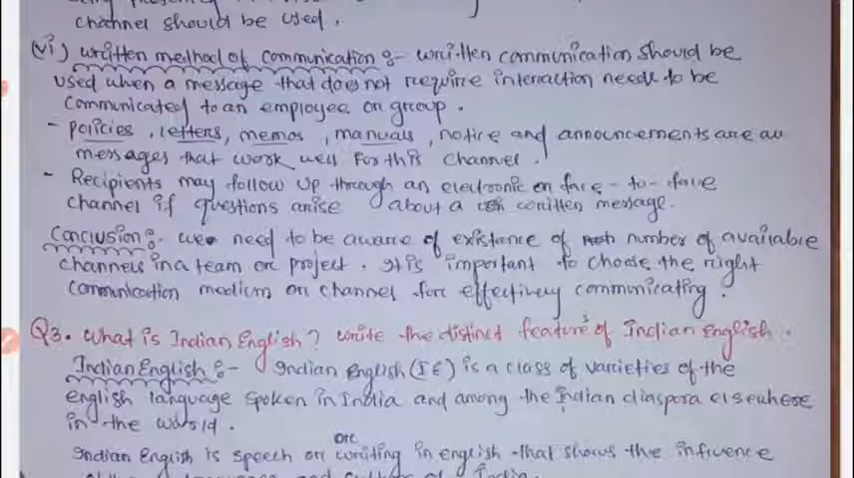 channel should be used.
(vi) written method of communication :- written communication should be
used when a message that does not require interaction needs to be
communicated to an employee or group.
- policies, letters, memos, manuals, notice and announcements are all
messages that work well for this channel.
- Recipients may follow up through an electronic or face-to-face
channel if questions arise about a written message.
Conclusion :- we need to be aware of existance of number of available
channels in a team or project. It is important to choose the right
communication medium or channel for effectively communicating.
Q3. What is Indian English? write the distinct features of Indian English.
Indian English :- Indian English (IE) is a class of varieties of the
english language spoken in India and among the Indian diaspora elsewhere
in the world.
or
Indian English is speech or writing in english that shows the influence